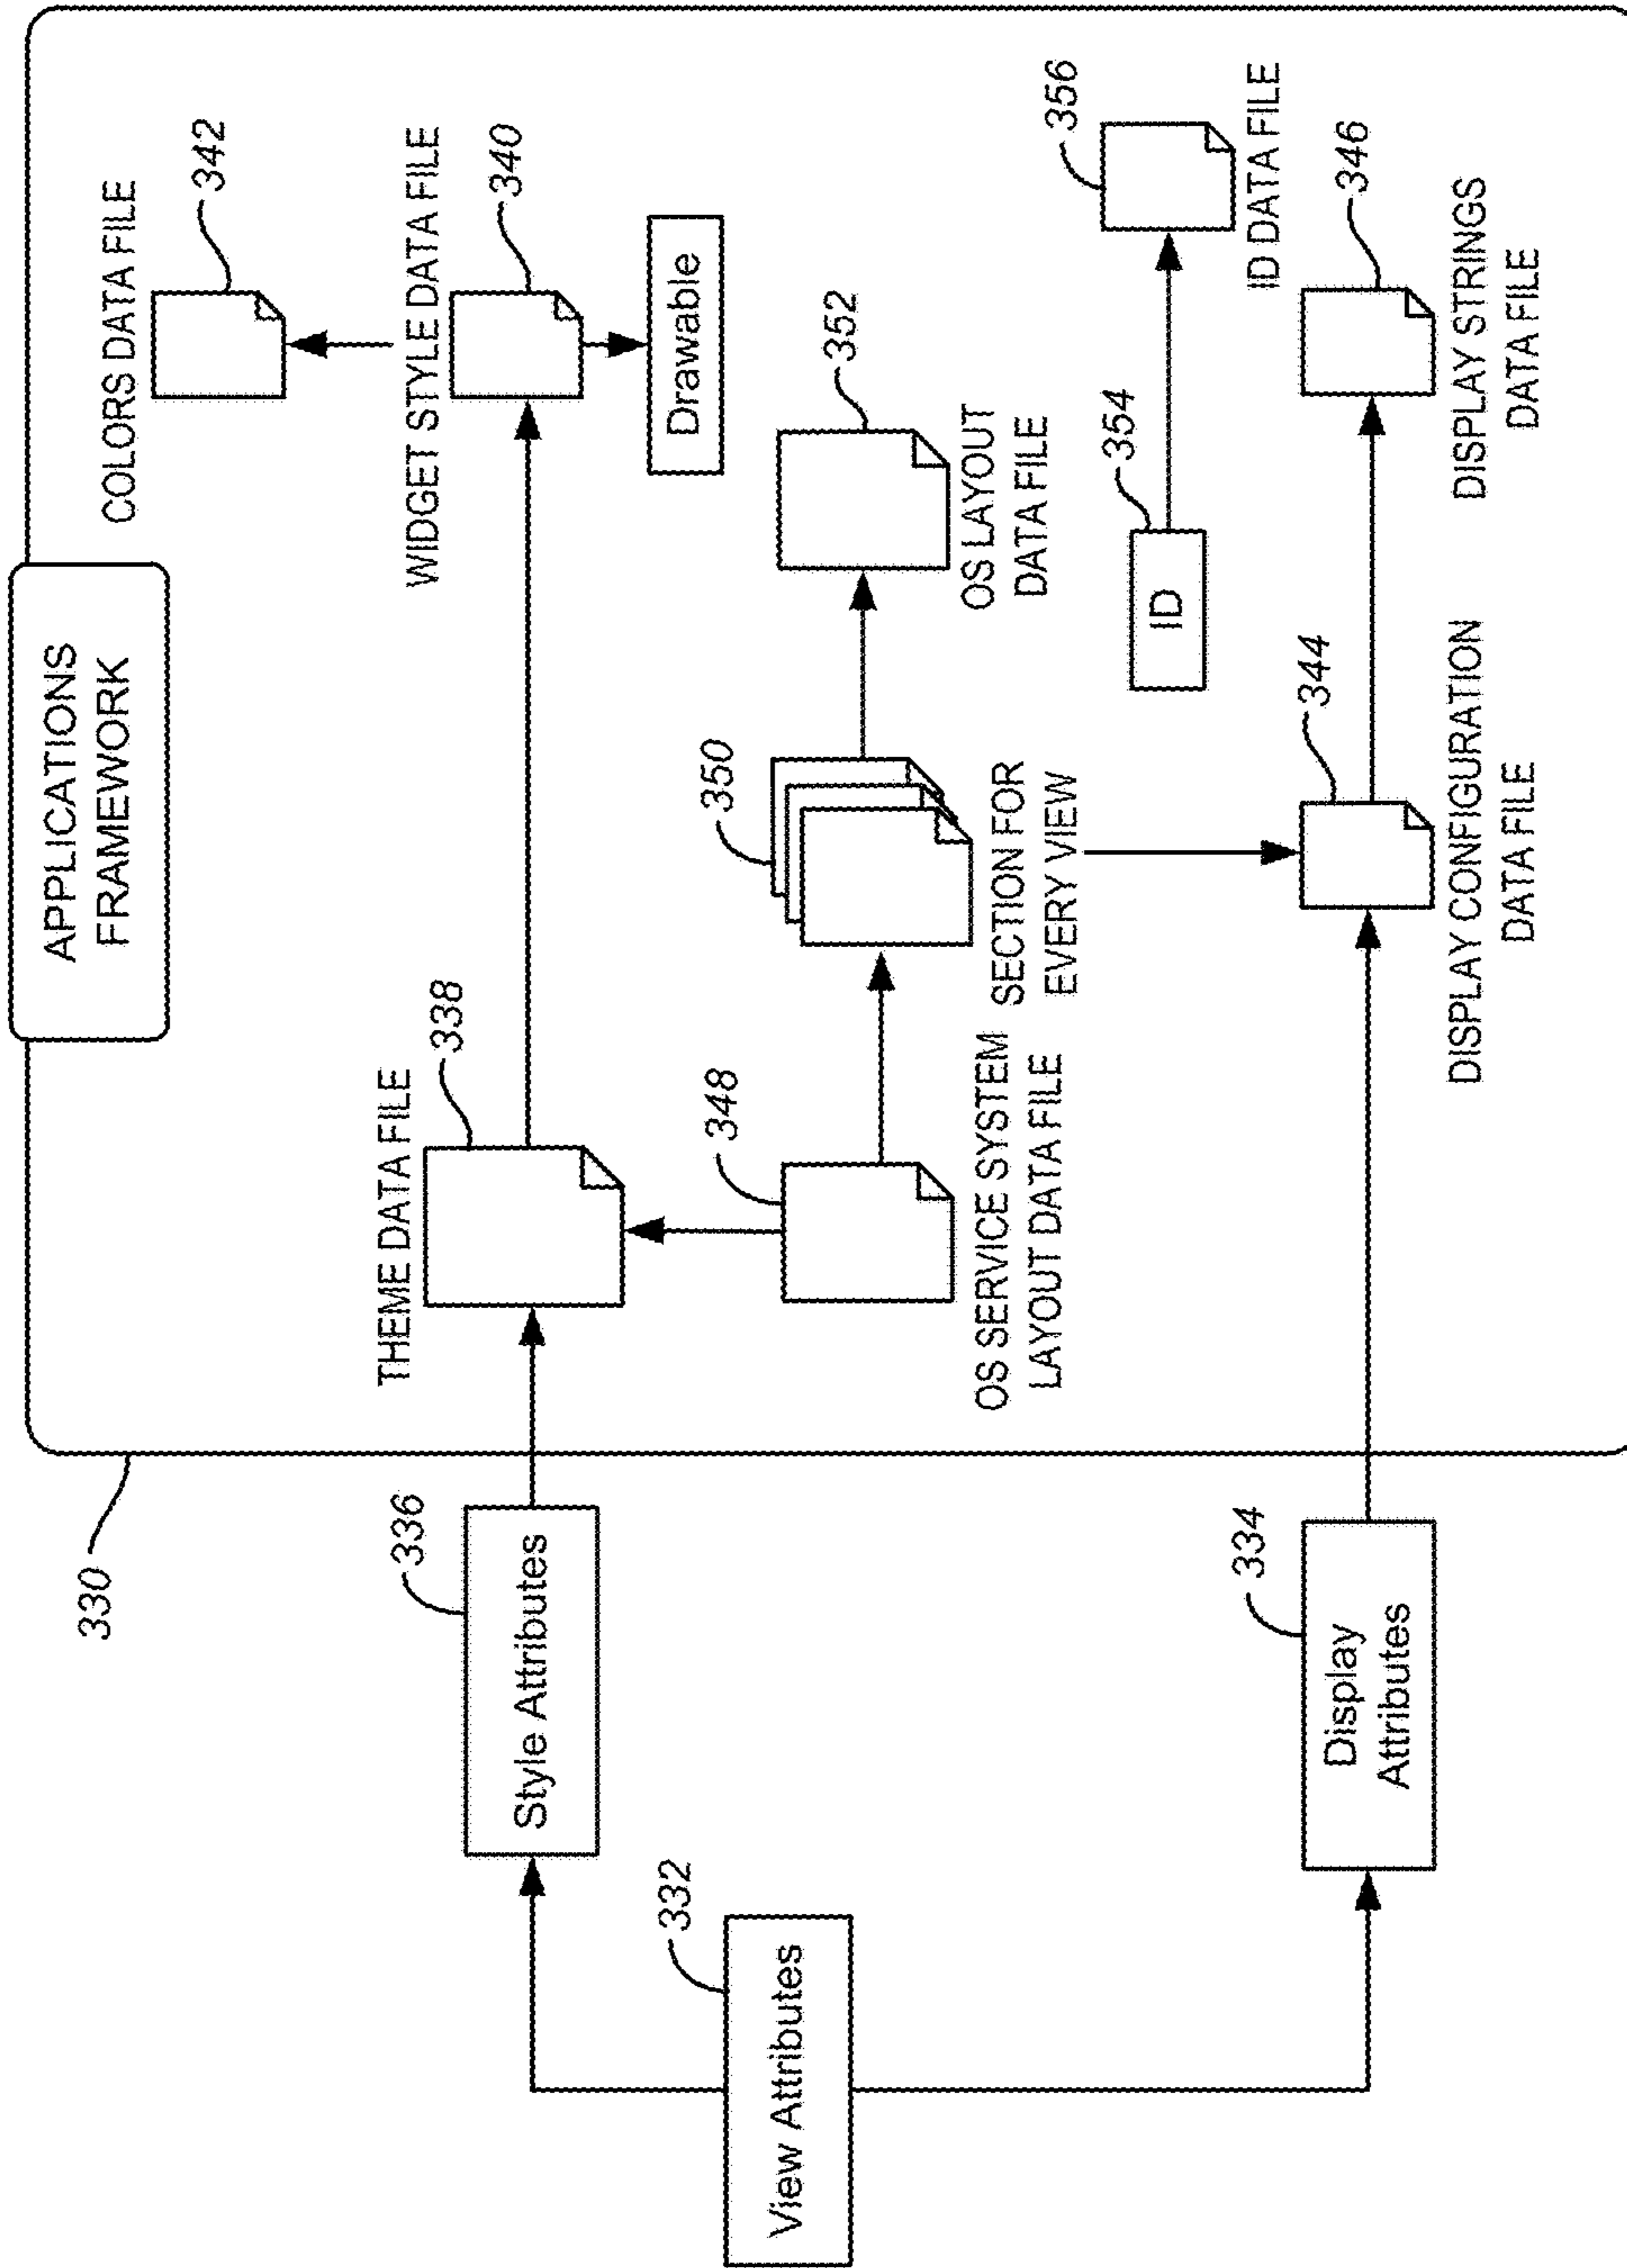 APPLICATIONS
FRAMEWORK
330
COLORS DATA FILE
342
WIDGET STYLE DATA FILE
340
Drawable
THEME DATA FILE
338
336
Style Attributes
332
View Attributes
348
OS SERVICE SYSTEM
LAYOUT DATA FILE
350
SECTION FOR
EVERY VIEW
352
OS LAYOUT
DATA FILE
354
ID
356
ID DATA FILE
334
Display
Attributes
344
DISPLAY CONFIGURATION
DATA FILE
346
DISPLAY STRINGS
DATA FILE